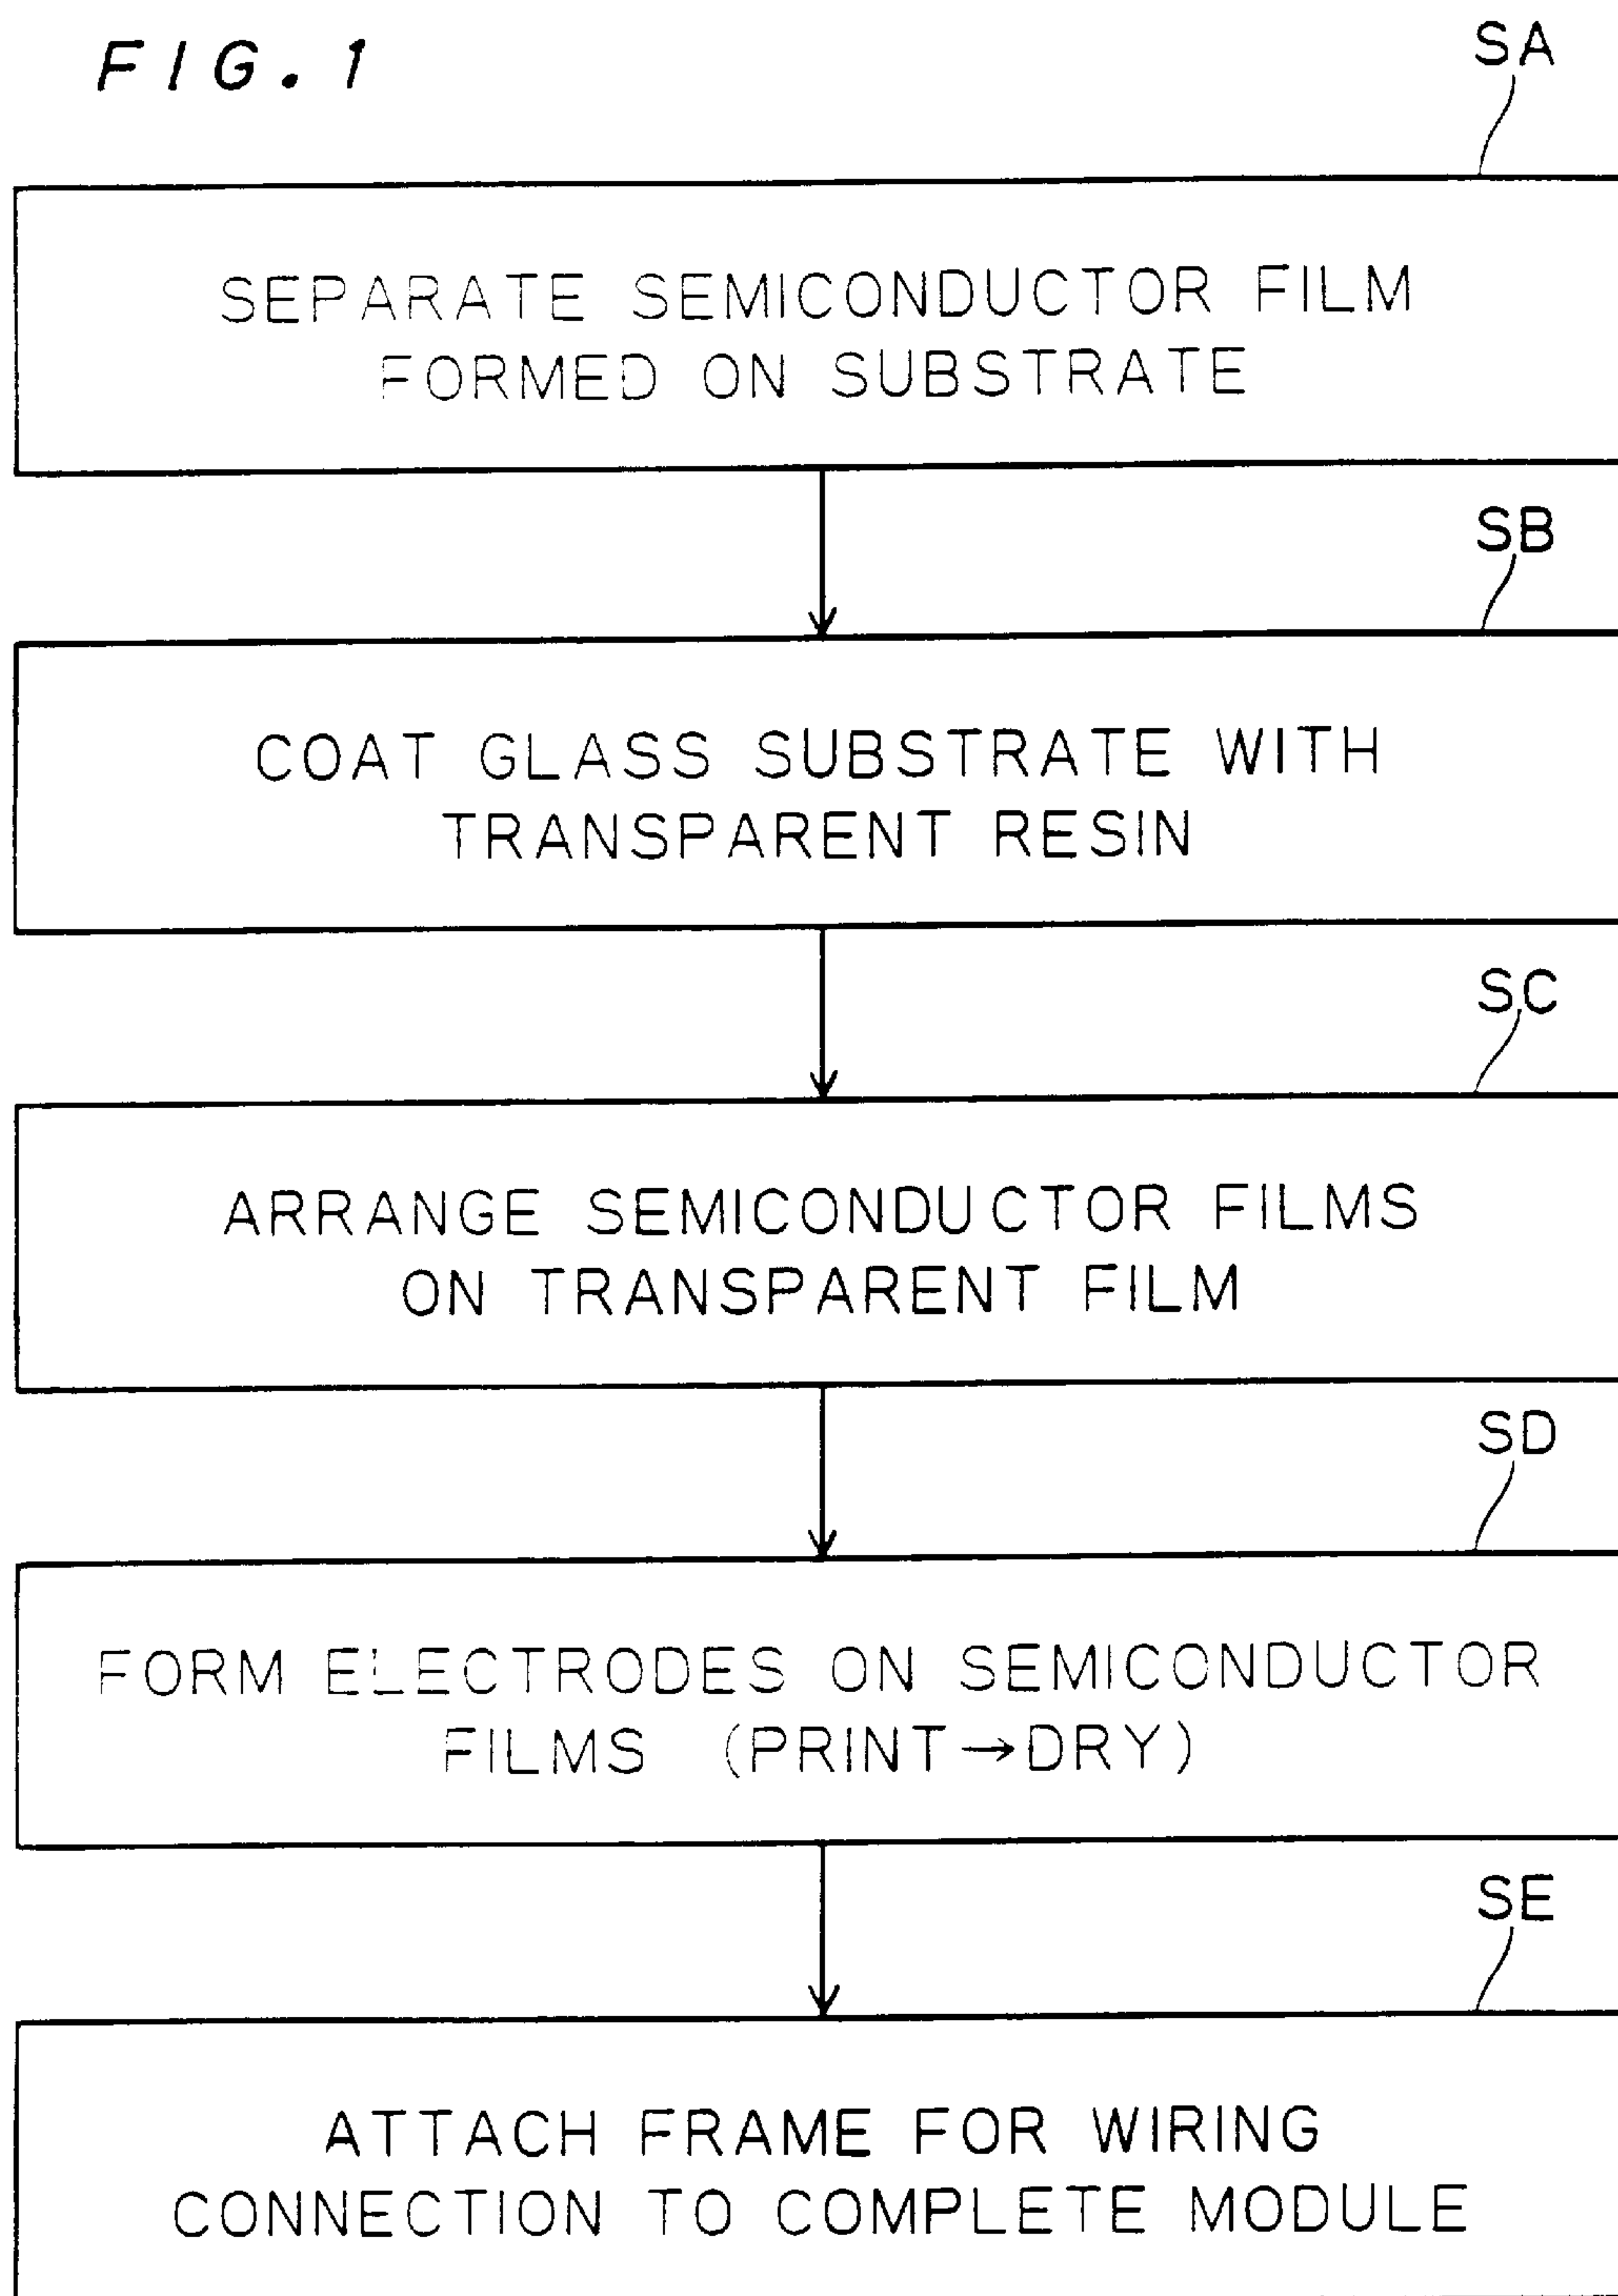 FIG. 1
SA
SEPARATE SEMICONDUCTOR FILM
FORMED ON SUBSTRATE
SB
COAT GLASS SUBSTRATE WITH
TRANSPARENT RESIN
SC
ARRANGE SEMICONDUCTOR FILMS
ON TRANSPARENT FILM
SD
FORM ELECTRODES ON SEMICONDUCTOR
FILMS (PRINT→DRY)
SE
ATTACH FRAME FOR WIRING
CONNECTION TO COMPLETE MODULE